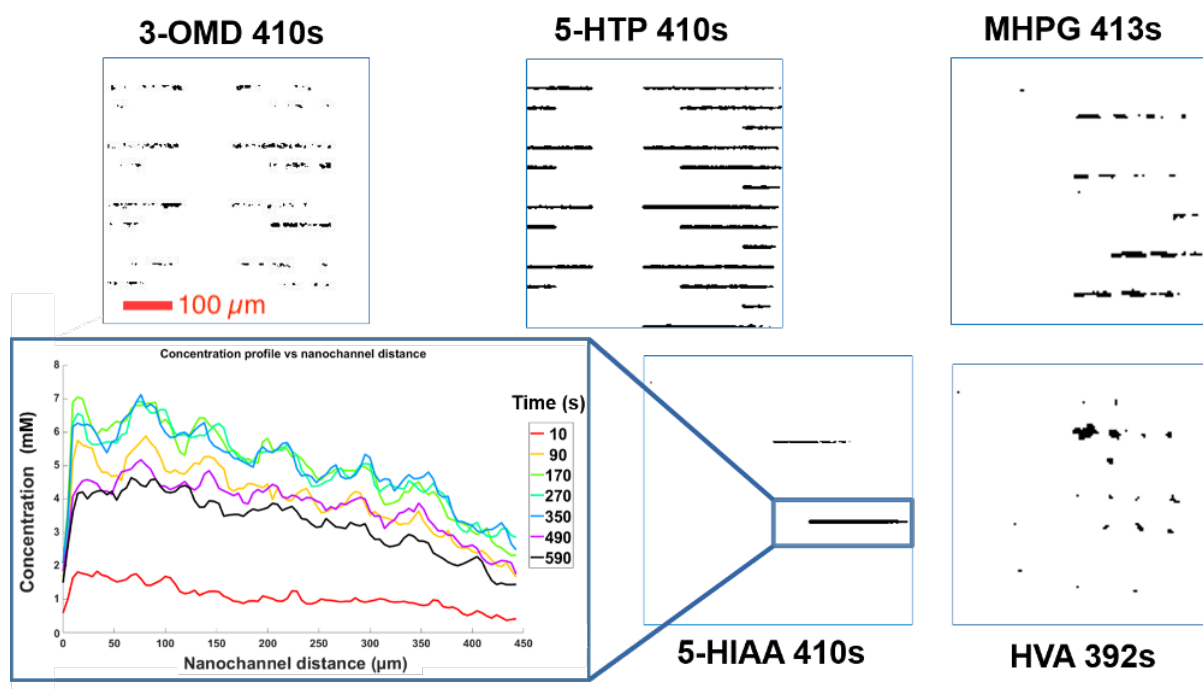 3-OMD 410s
5-HTP 410s
MHPG 413s
100 µm
Concentration profile vs nanochannel distance
Concentration (mM)
8
7
6
5
4
3
2
1
0
0 50 100 150 200 250 300 350 400 450
Nanochannel distance (µm)
Time (s)
10
90
170
270
350
490
590
5-HIAA 410s
HVA 392s